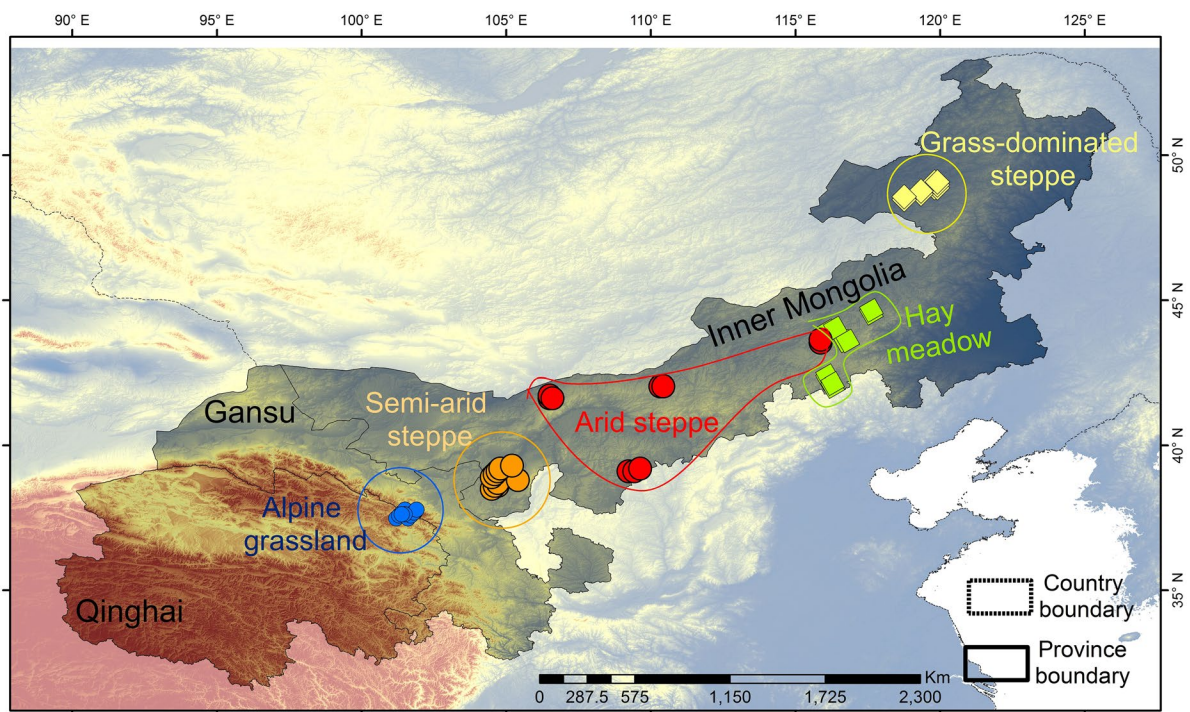 90° E
95° E
100° E
105° E
110° E
115° E
120° E
125° E
50° N
45° N
40° N
35° N
Grass-dominated
steppe
Inner Mongolia
Hay
meadow
Gansu
Semi-arid
steppe
Arid steppe
Alpine
grassland
Qinghai
Country
boundary
Province
boundary
Km
0
287.5
575
1,150
1,725
2,300